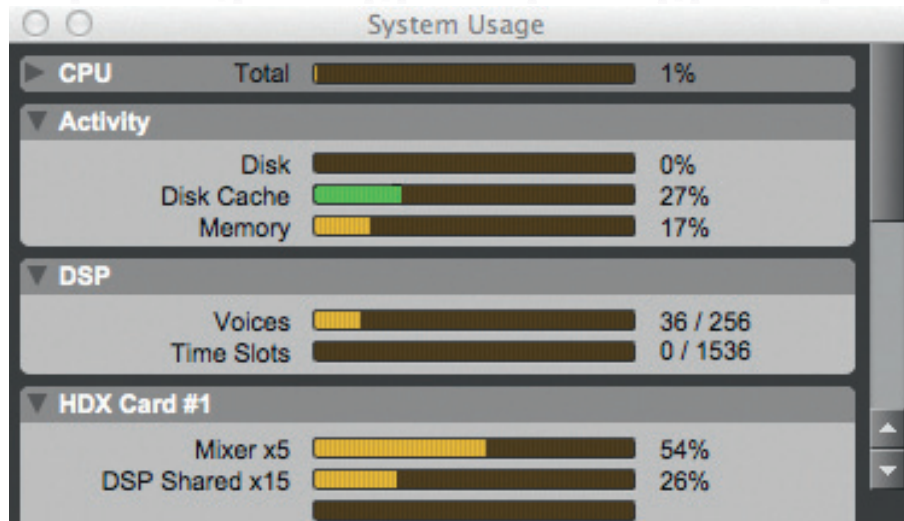 System Usage
CPU Total 1%
Activity
Disk 0%
Disk Cache 27%
Memory 17%
DSP
Voices 36 / 256
Time Slots 0 / 1536
HDX Card #1
Mixer x5 54%
DSP Shared x15 26%